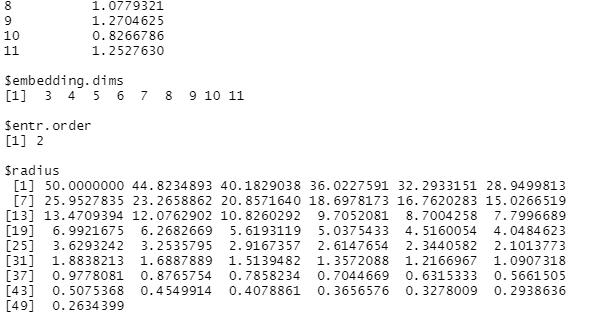 8          1.0779321
9          1.2704625
10         0.8266786
11         1.2527630

$embedding.dims
[1]  3  4  5  6  7  8  9 10 11

$entr.order
[1] 2

$radius
 [1] 50.0000000 44.8234893 40.1829038 36.0227591 32.2933151 28.9499813
 [7] 25.9527835 23.2658862 20.8571640 18.6978173 16.7620283 15.0266519
[13] 13.4709394 12.0762902 10.8260292  9.7052081  8.7004258  7.7996689
[19]  6.9921675  6.2682669  5.6193119  5.0375433  4.5160054  4.0484623
[25]  3.6293242  3.2535795  2.9167357  2.6147654  2.3440582  2.1013773
[31]  1.8838213  1.6887889  1.5139482  1.3572088  1.2166967  1.0907318
[37]  0.9778081  0.8765754  0.7858234  0.7044669  0.6315333  0.5661505
[43]  0.5075368  0.4549914  0.4078861  0.3656576  0.3278009  0.2938636
[49]  0.2634399